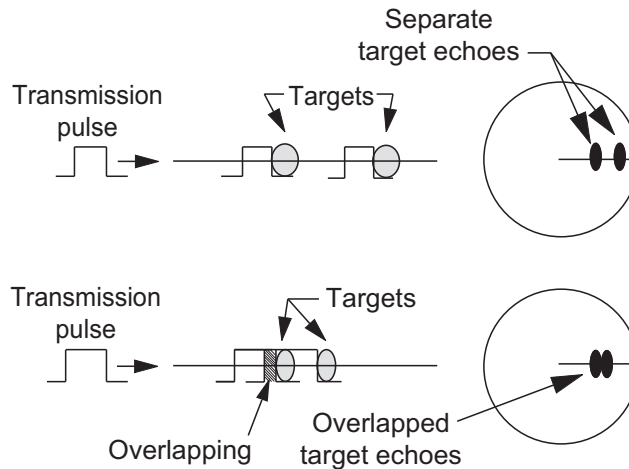 Separate
target echoes
Transmission
pulse
Targets
Transmission
pulse
Targets
Overlapping
Overlapped
target echoes